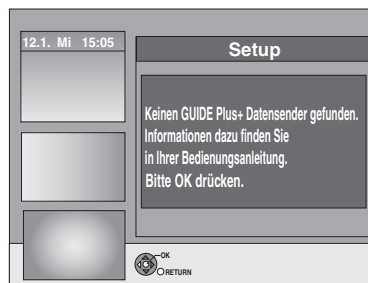 12.1. Mi 15:05
Setup
Keinen GUIDE Plus+ Datensender gefunden.
Informationen dazu finden Sie
in Ihrer Bedienungsanleitung.
Bitte OK drücken.
OK
RETURN